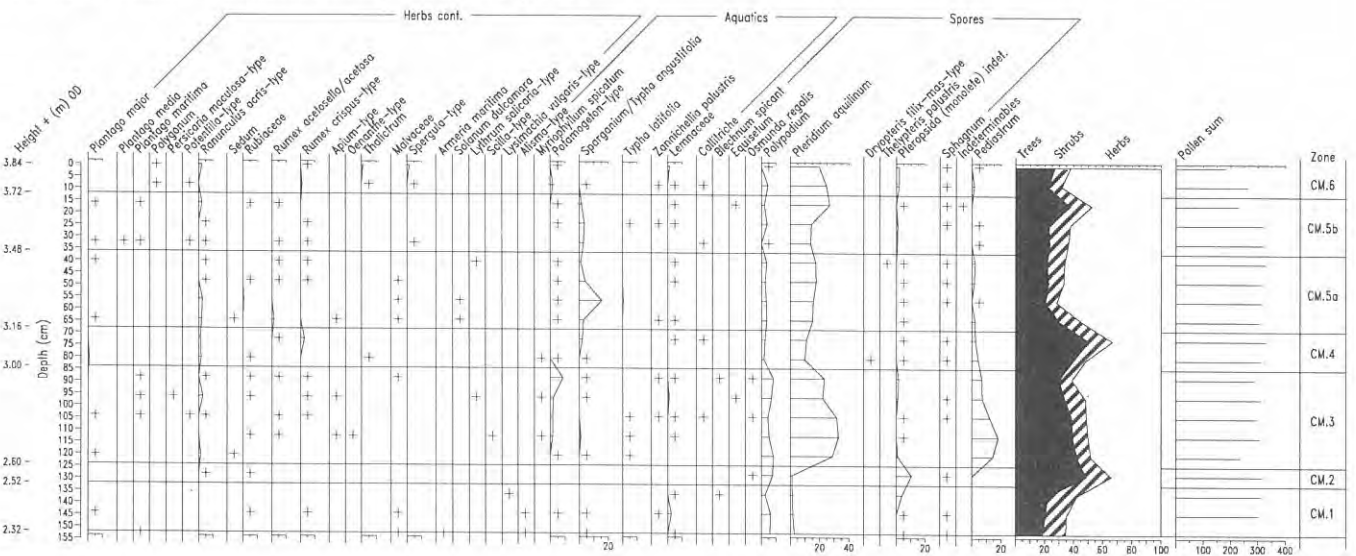 Herbs cont.
Aquatics
Spores
Height + (m) OD
Depth (cm)
Plantago major
Plantago media
Plantago maritima
Polygonum
Persicaria maculosa-type
Potentilla-type
Ranunculus acris-type
Sedum
Rubiaceae
Rumex acetosella/acetosa
Rumex crispus-type
Apium-type
Oenanthe-type
Thalictrum
Malvaceae
Spergula-type
Armeria maritima
Solanum dulcamara
Lythrum salicaria-type
Solidago-type
Lysimachia vulgaris-type
Alisma-type
Myriophyllum spicatum
Potamogeton-type
Sparganium/Typha angustifolia
Typha latifolia
Zanichellia palustris
Lemnaceae
Callitriche
Blechnum spicant
Equisetum
Osmunda regalis
Polypodium
Pteridium aquilinum
Dryopteris filix-mas-type
Thelypteris palustris
Pteropsida (monolete) indet.
Sphagnum
Indeterminables
Pediastrum
Trees
Shrubs
Herbs
Pollen sum
Zone
3.84
3.72
3.48
3.16
3.00
2.60
2.52
2.32
0
5
10
15
20
25
30
35
40
45
50
55
60
65
70
75
80
85
90
95
100
105
110
115
120
125
130
135
140
145
150
155
CM.6
CM.5b
CM.5a
CM.4
CM.3
CM.2
CM.1
20
20 40
20
20
20 40 60 80 100
100 200 300 400